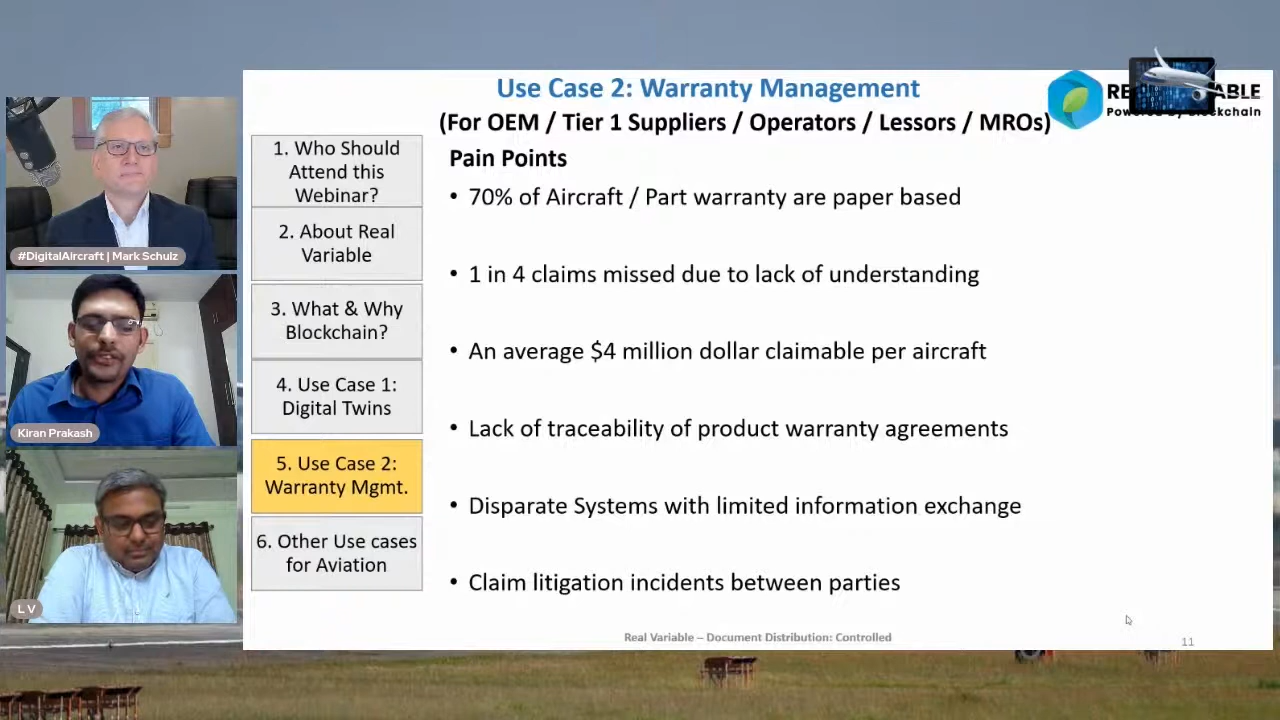 Use Case 2: Warranty Management
(For OEM / Tier 1 Suppliers / Operators / Lessors / MROs)
ABLE
Powered by Blockchain
1. Who Should
Attend this
Webinar?
2. About Real
Variable
3. What & Why
Blockchain?
4. Use Case 1:
Digital Twins
5. Use Case 2:
Warranty Mgmt.
6. Other Use cases
for Aviation
Pain Points
• 70% of Aircraft / Part warranty are paper based
• 1 in 4 claims missed due to lack of understanding
• An average $4 million dollar claimable per aircraft
• Lack of traceability of product warranty agreements
• Disparate Systems with limited information exchange
• Claim litigation incidents between parties
Real Variable – Document Distribution: Controlled
11
#DigitalAircraft | Mark Schulz
Kiran Prakash
L V